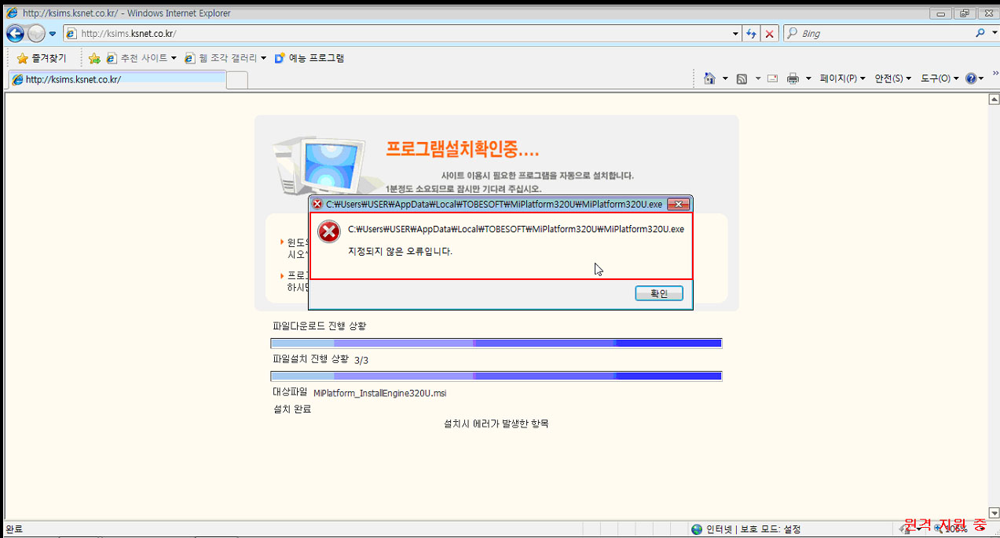 http://ksims.ksnet.co.kr/ - Windows Internet Explorer
http://ksims.ksnet.co.kr/
Bing
즐겨찾기 추천 사이트 웹 조각 갤러리 예능 프로그램
http://ksims.ksnet.co.kr/
페이지(P) 안전(S) 도구(O)
프로그램설치확인중....
사이트 이용시 필요한 프로그램을 자동으로 설치합니다.
1분정도 소요되므로 잠시만 기다려 주십시오.
C:\Users\USER\AppData\Local\TOBESOFT\MiPlatform320U\MiPlatform320U.exe
C:\Users\USER\AppData\Local\TOBESOFT\MiPlatform320U\MiPlatform320U.exe
지정되지 않은 오류입니다.
확인
시오
프로
하시
파일다운로드 진행 상황
파일설치 진행 상황 3/3
대상파일 MiPlatform_InstallEngine320U.msi
설치 완료
설치시 에러가 발생한 항목
완료
인터넷 | 보호 모드: 설정
원격 지원 중